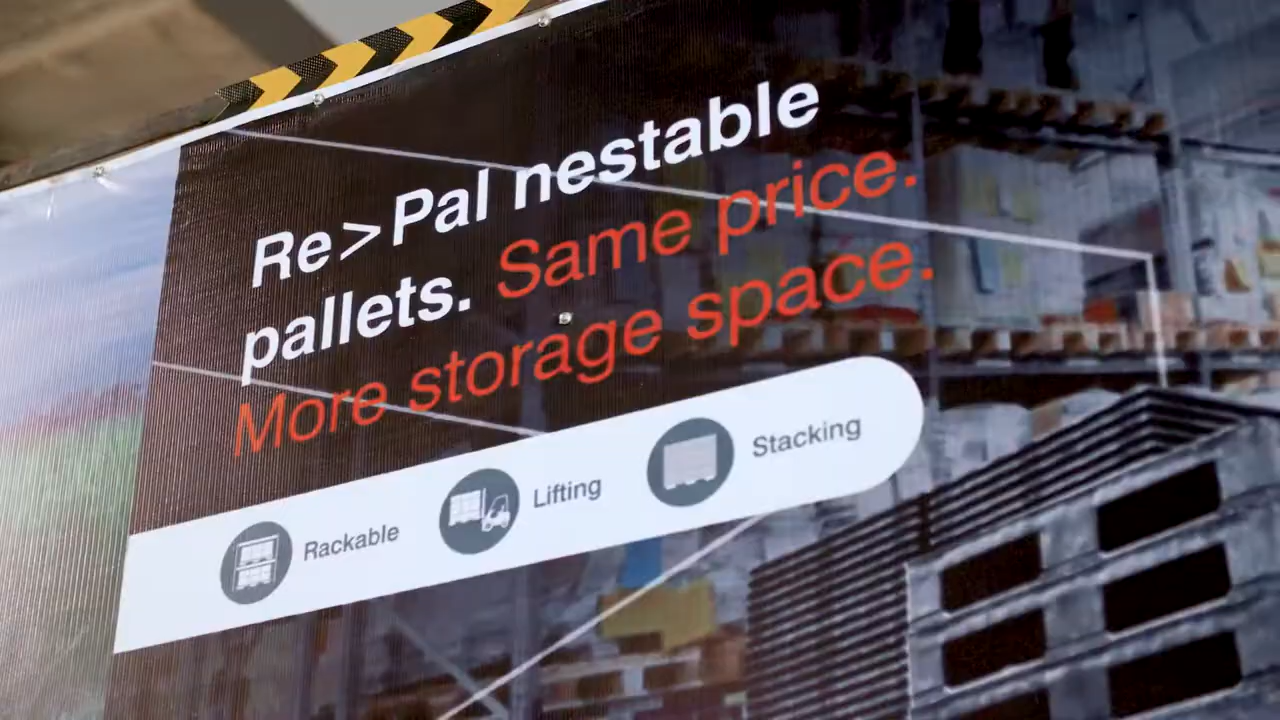 Re>Pal nestable
pallets. Same price.
More storage space.
Rackable
Lifting
Stacking